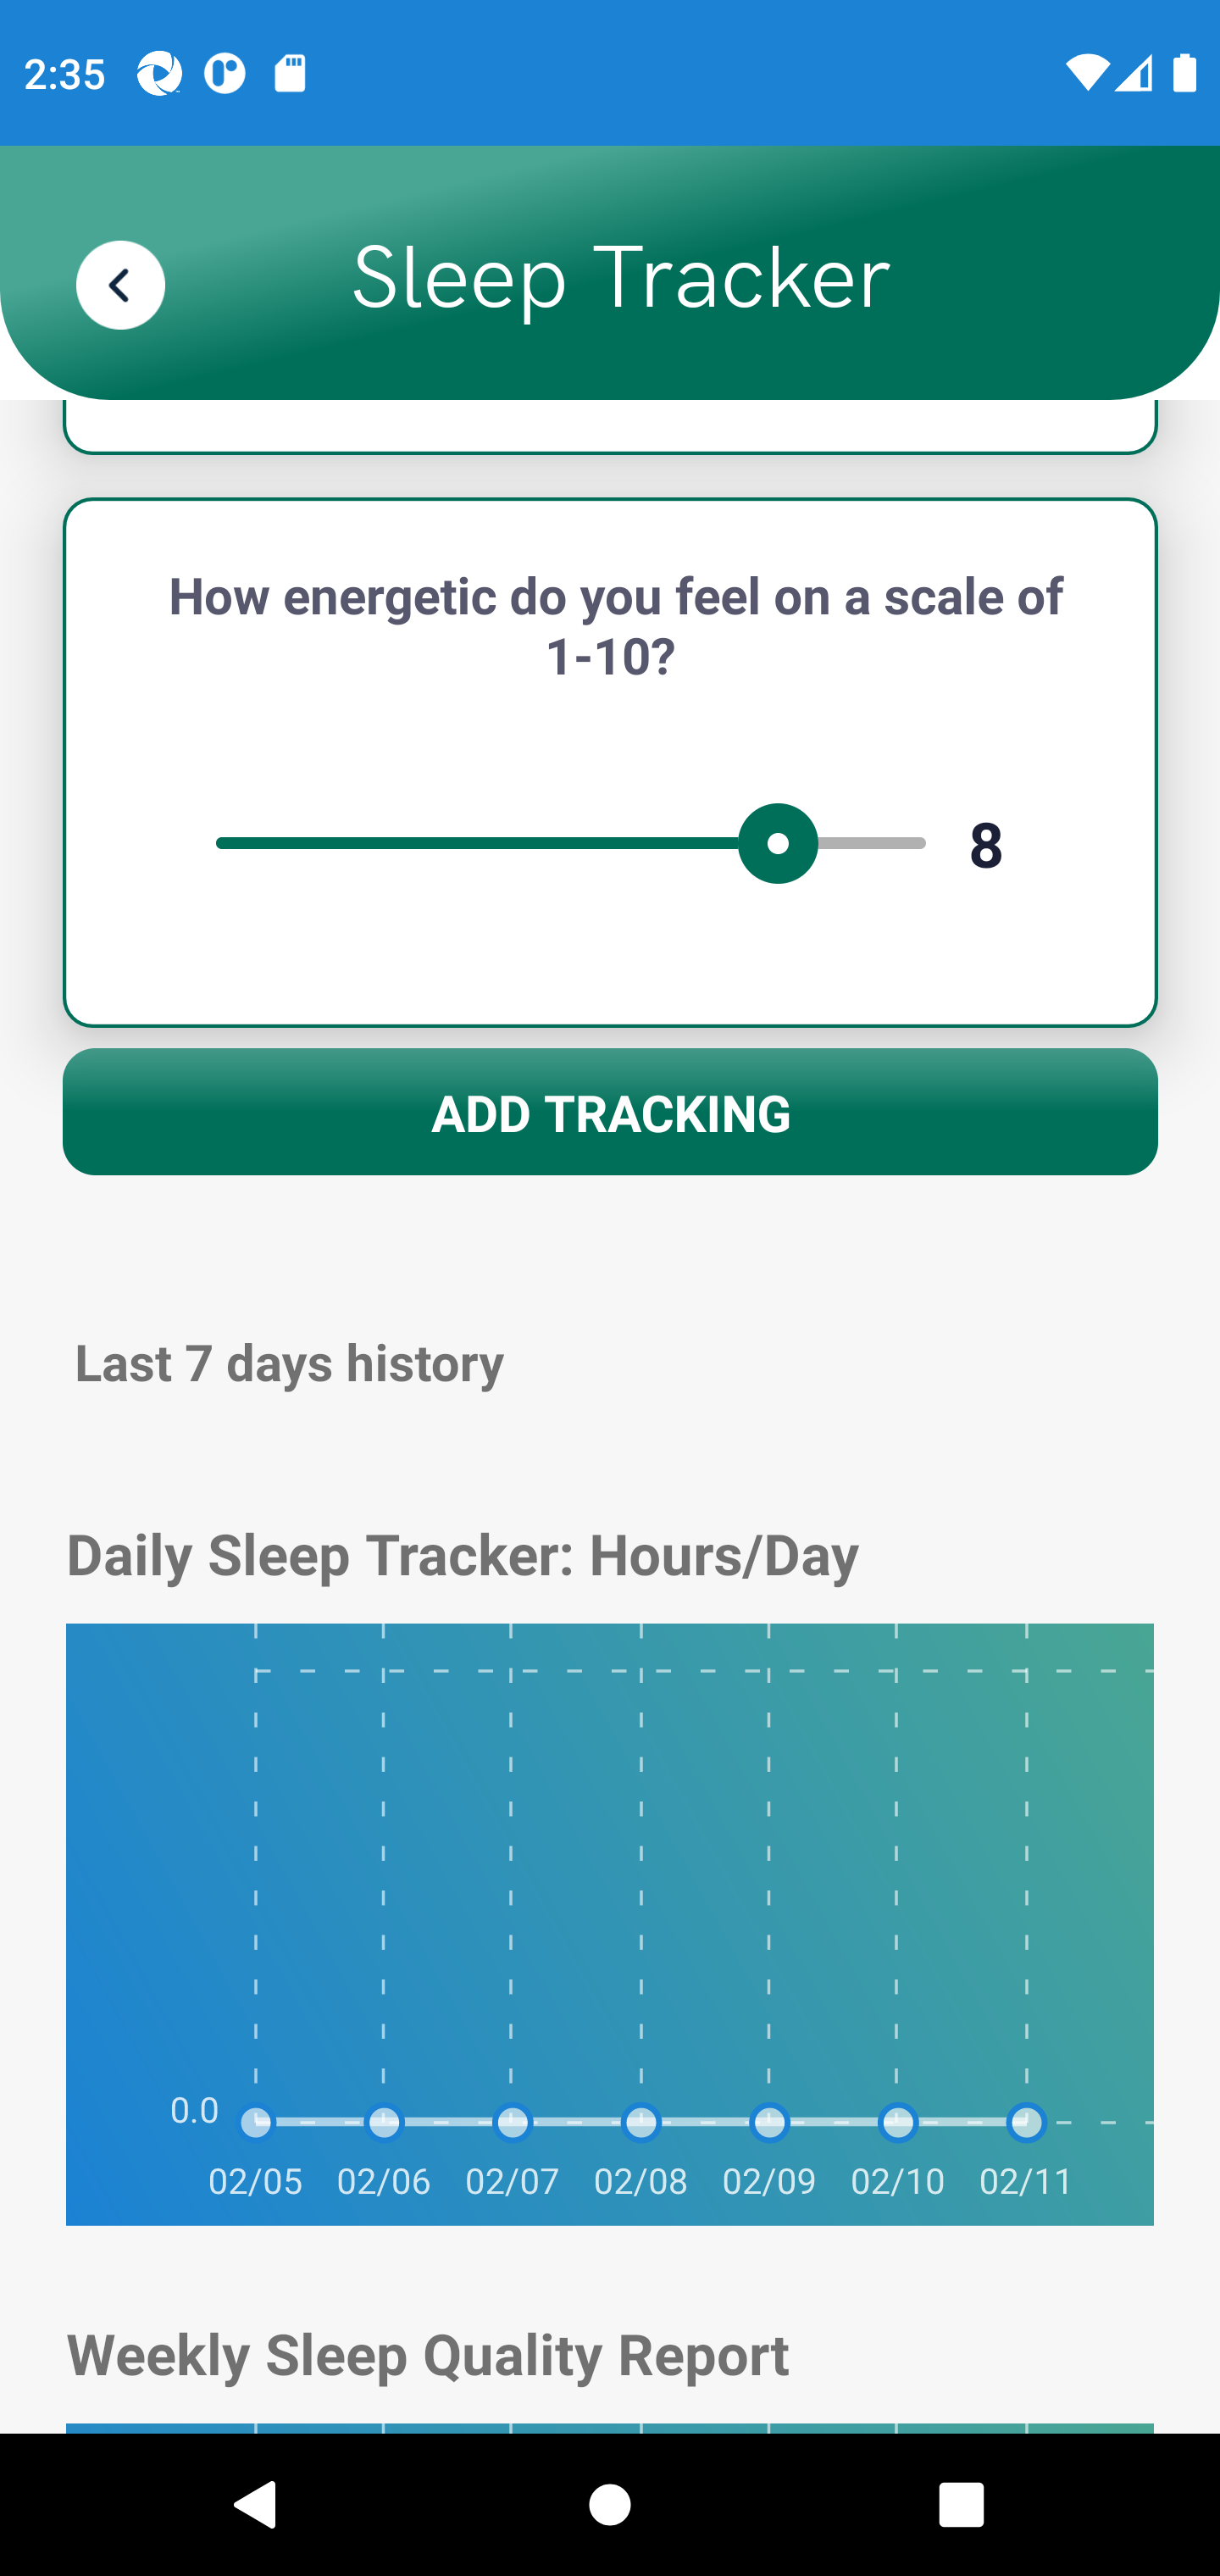 2:35
Sleep Tracker
How energetic do you feel on a scale of
1-10?
8
ADD TRACKING
Last 7 days history
Daily Sleep Tracker: Hours/Day
0.0
02/05 02/06 02/07 02/08 02/09 02/10 02/11
Weekly Sleep Quality Report